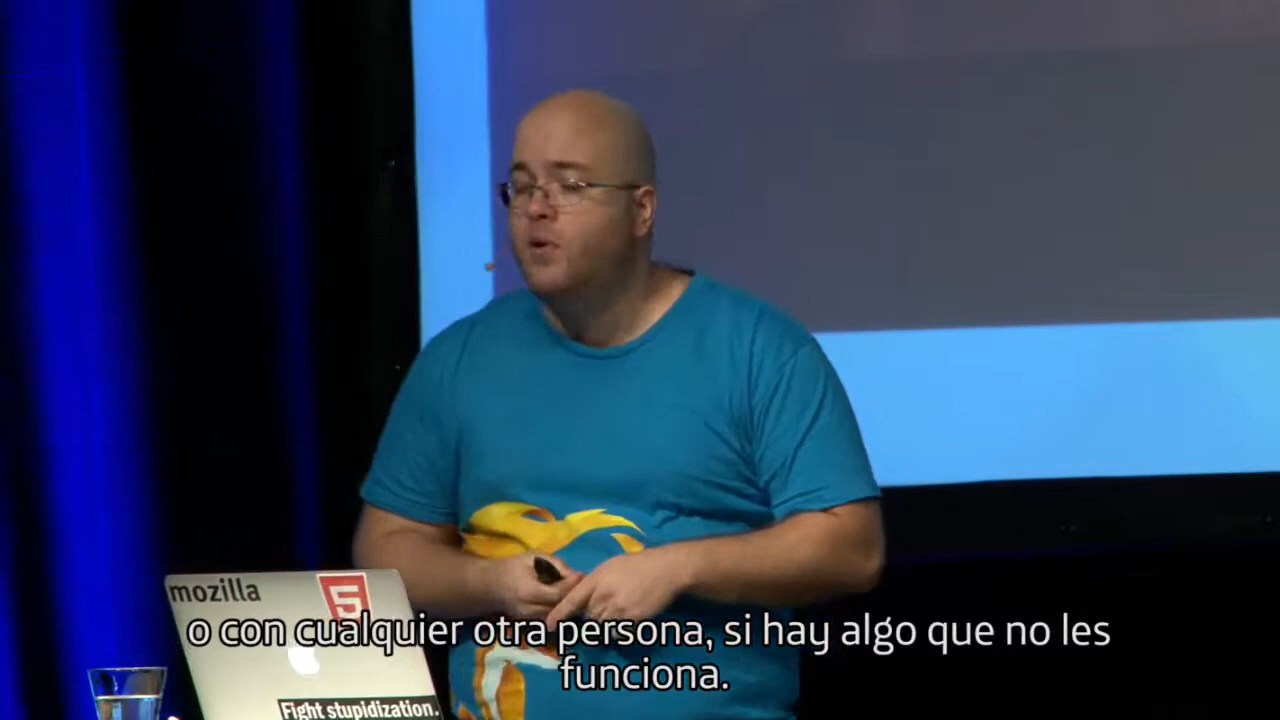 mozilla
5
o con cualquier otra persona, si hay algo que no les
funciona.
Fight stupidization.